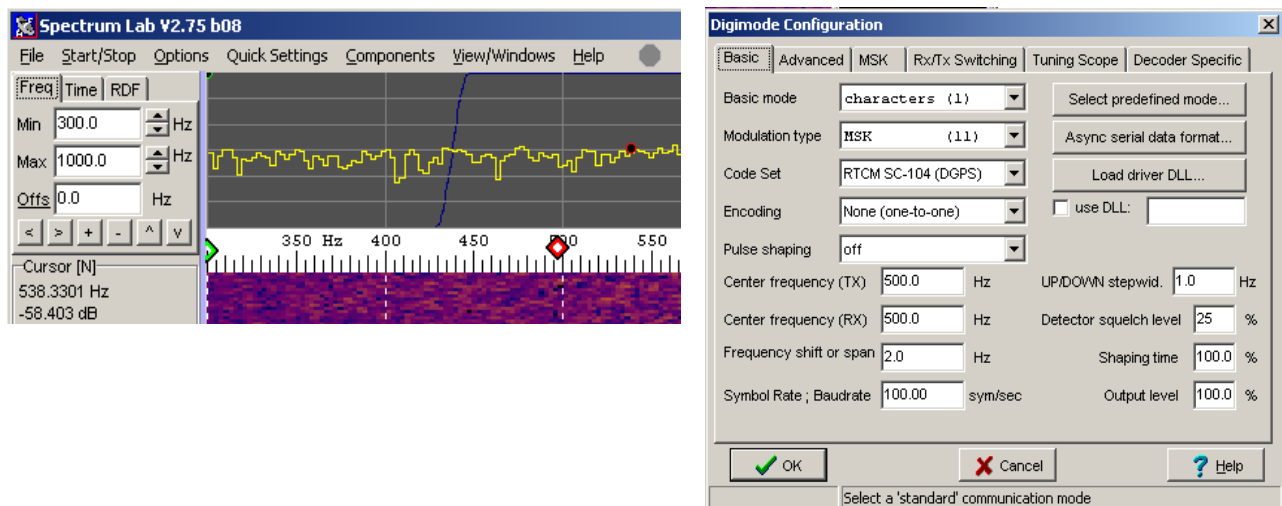 Spectrum Lab V2.75 b08
File Start/Stop Options Quick Settings Components View/Windows Help
Freq Time RDF
Min 300.0 Hz
Max 1000.0 Hz
Offs 0.0 Hz
< > + - ^ v
350 Hz 400 450 500 550
Cursor [N]
538.3301 Hz
-58.403 dB
Digimode Configuration
Basic Advanced MSK Rx/Tx Switching Tuning Scope Decoder Specific
Basic mode characters (1) Select predefined mode...
Modulation type MSK (11) Async serial data format...
Code Set RTCM SC-104 (DGPS) Load driver DLL...
Encoding None (one-to-one) use DLL:
Pulse shaping off
Center frequency (TX) 500.0 Hz UP/DOWN stepwid. 1.0 Hz
Center frequency (RX) 500.0 Hz Detector squelch level 25 %
Frequency shift or span 2.0 Hz Shaping time 100.0 %
Symbol Rate ; Baudrate 100.00 sym/sec Output level 100.0 %
OK Cancel Help
Select a 'standard' communication mode